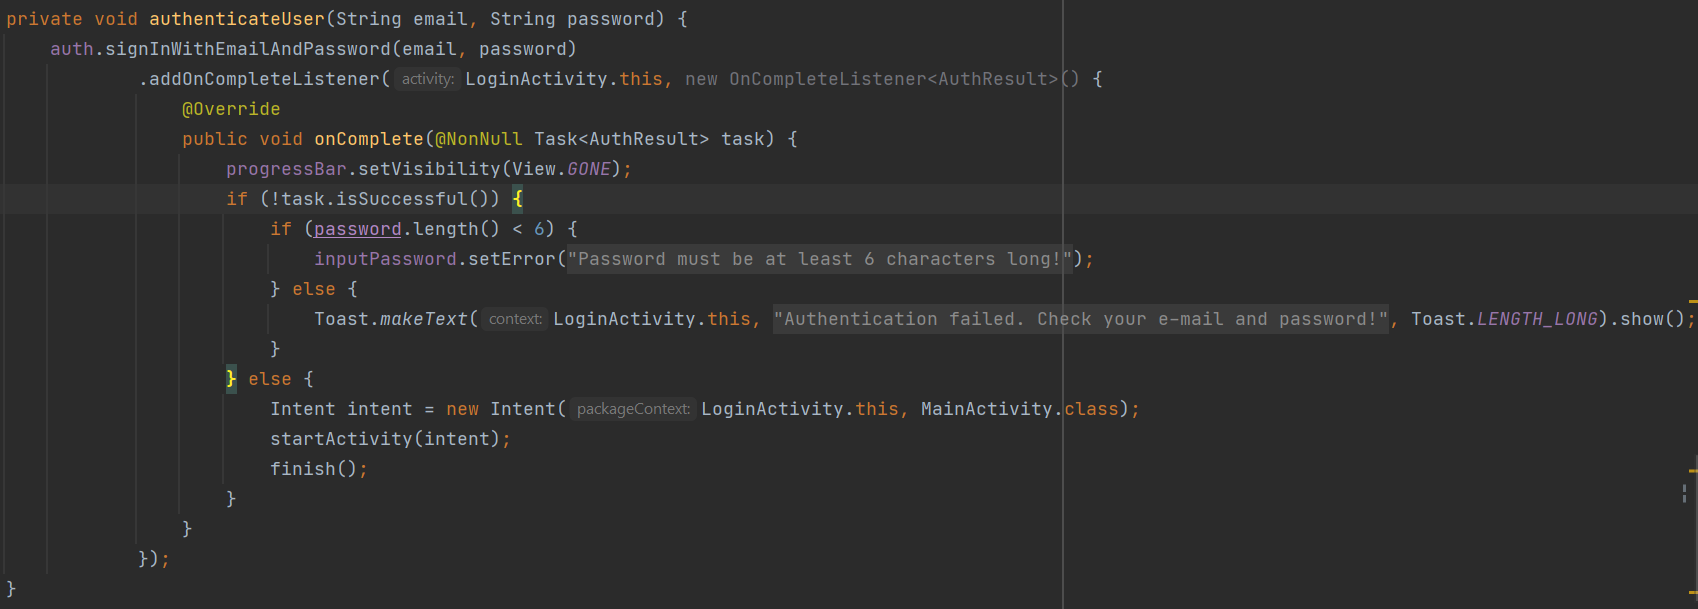 private void authenticateUser(String email, String password) {
auth.signInWithEmailAndPassword(email, password)
.addOnCompleteListener( activity: LoginActivity.this, new OnCompleteListener<AuthResult>() {
@Override
public void onComplete(@NonNull Task<AuthResult> task) {
progressBar.setVisibility(View.GONE);
if (!task.isSuccessful()) {
if (password.length() < 6) {
inputPassword.setError("Password must be at least 6 characters long!");
} else {
Toast.makeText( context: LoginActivity.this, "Authentication failed. Check your e-mail and password!", Toast.LENGTH_LONG).show();
}
} else {
Intent intent = new Intent( packageContext: LoginActivity.this, MainActivity.class);
startActivity(intent);
finish();
}
}
});
}